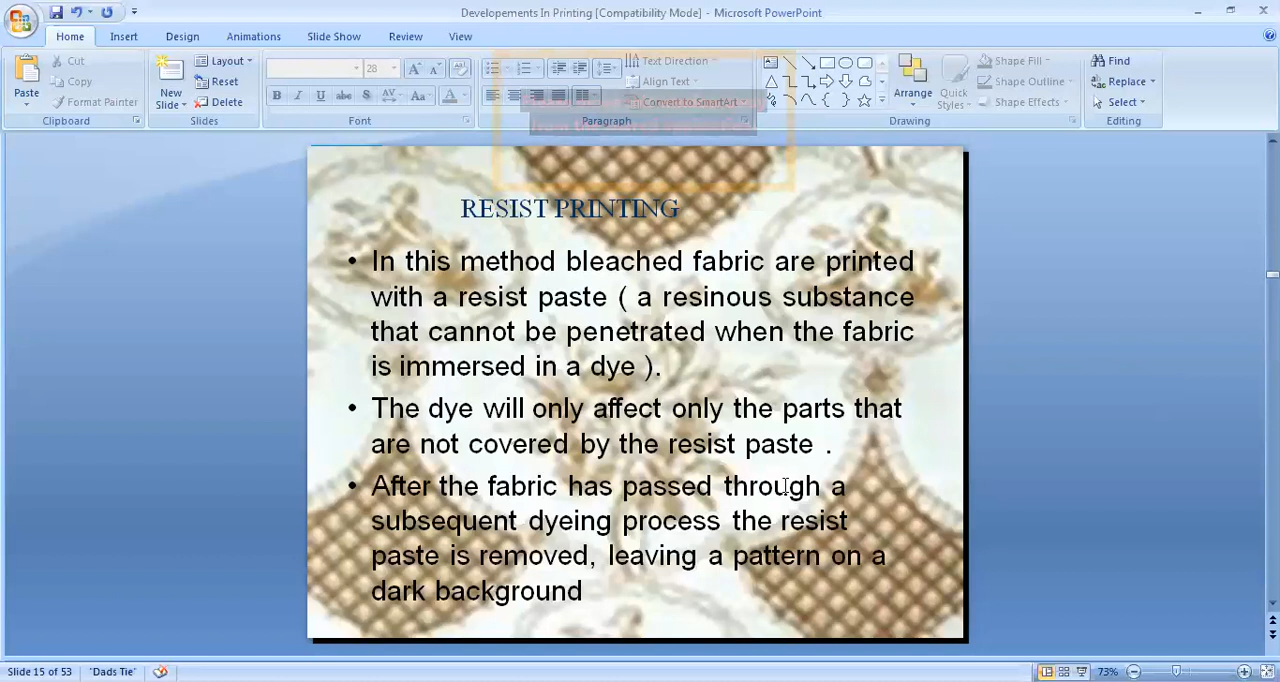 Developements In Printing [Compatibility Mode] - Microsoft PowerPoint
Home Insert Design Animations Slide Show Review View
Cut Layout 28 Text Direction Shape Fill Find
Copy Reset Align Text Shape Outline Replace
Paste Format Painter New Slide Delete B I U abe S AV Aa A Convert to SmartArt Arrange Quick Styles Shape Effects Select
Clipboard Slides Font Paragraph Drawing Editing
RESIST PRINTING
• In this method bleached fabric are printed
with a resist paste ( a resinous substance
that cannot be penetrated when the fabric
is immersed in a dye ).
• The dye will only affect only the parts that
are not covered by the resist paste .
• After the fabric has passed through a
subsequent dyeing process the resist
paste is removed, leaving a pattern on a
dark background
Slide 15 of 53 "Dads Tie" 73%